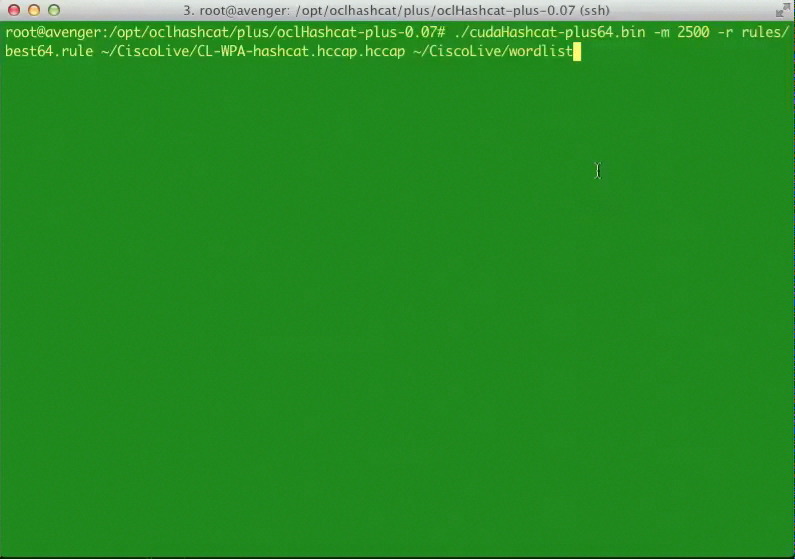 3. root@avenger: /opt/oclhashcat/plus/oclHashcat-plus-0.07 (ssh)
root@avenger:/opt/oclhashcat/plus/oclHashcat-plus-0.07# ./cudaHashcat-plus64.bin -m 2500 -r rules/
best64.rule ~/CiscoLive/CL-WPA-hashcat.hccap.hccap ~/CiscoLive/wordlist